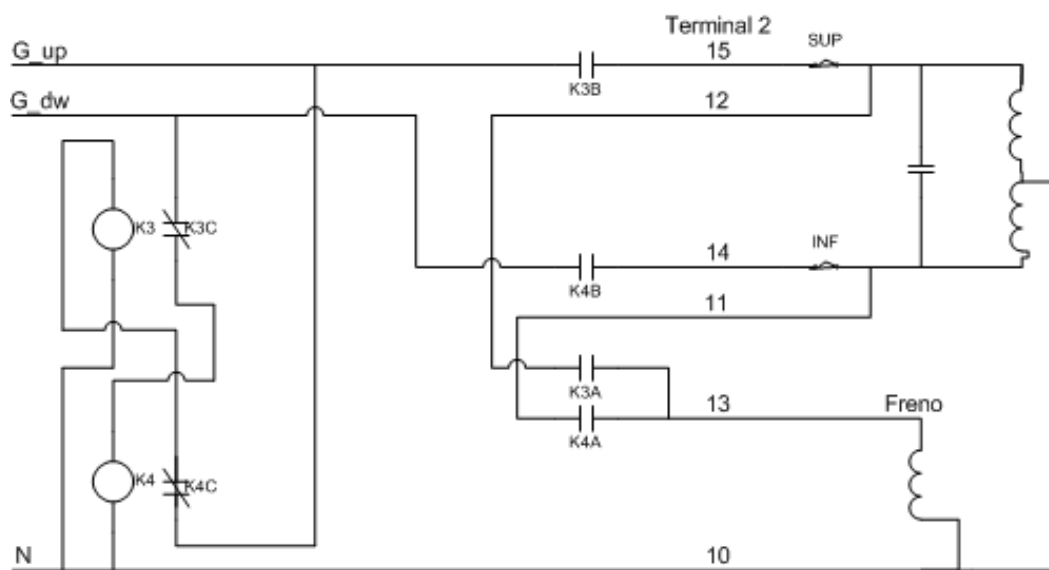 Terminal 2
G_up
15
SUP
K3B
G_dw
12
K3
K3C
14
INF
K4B
11
K3A
13
Freno
K4A
K4
K4C
N
10